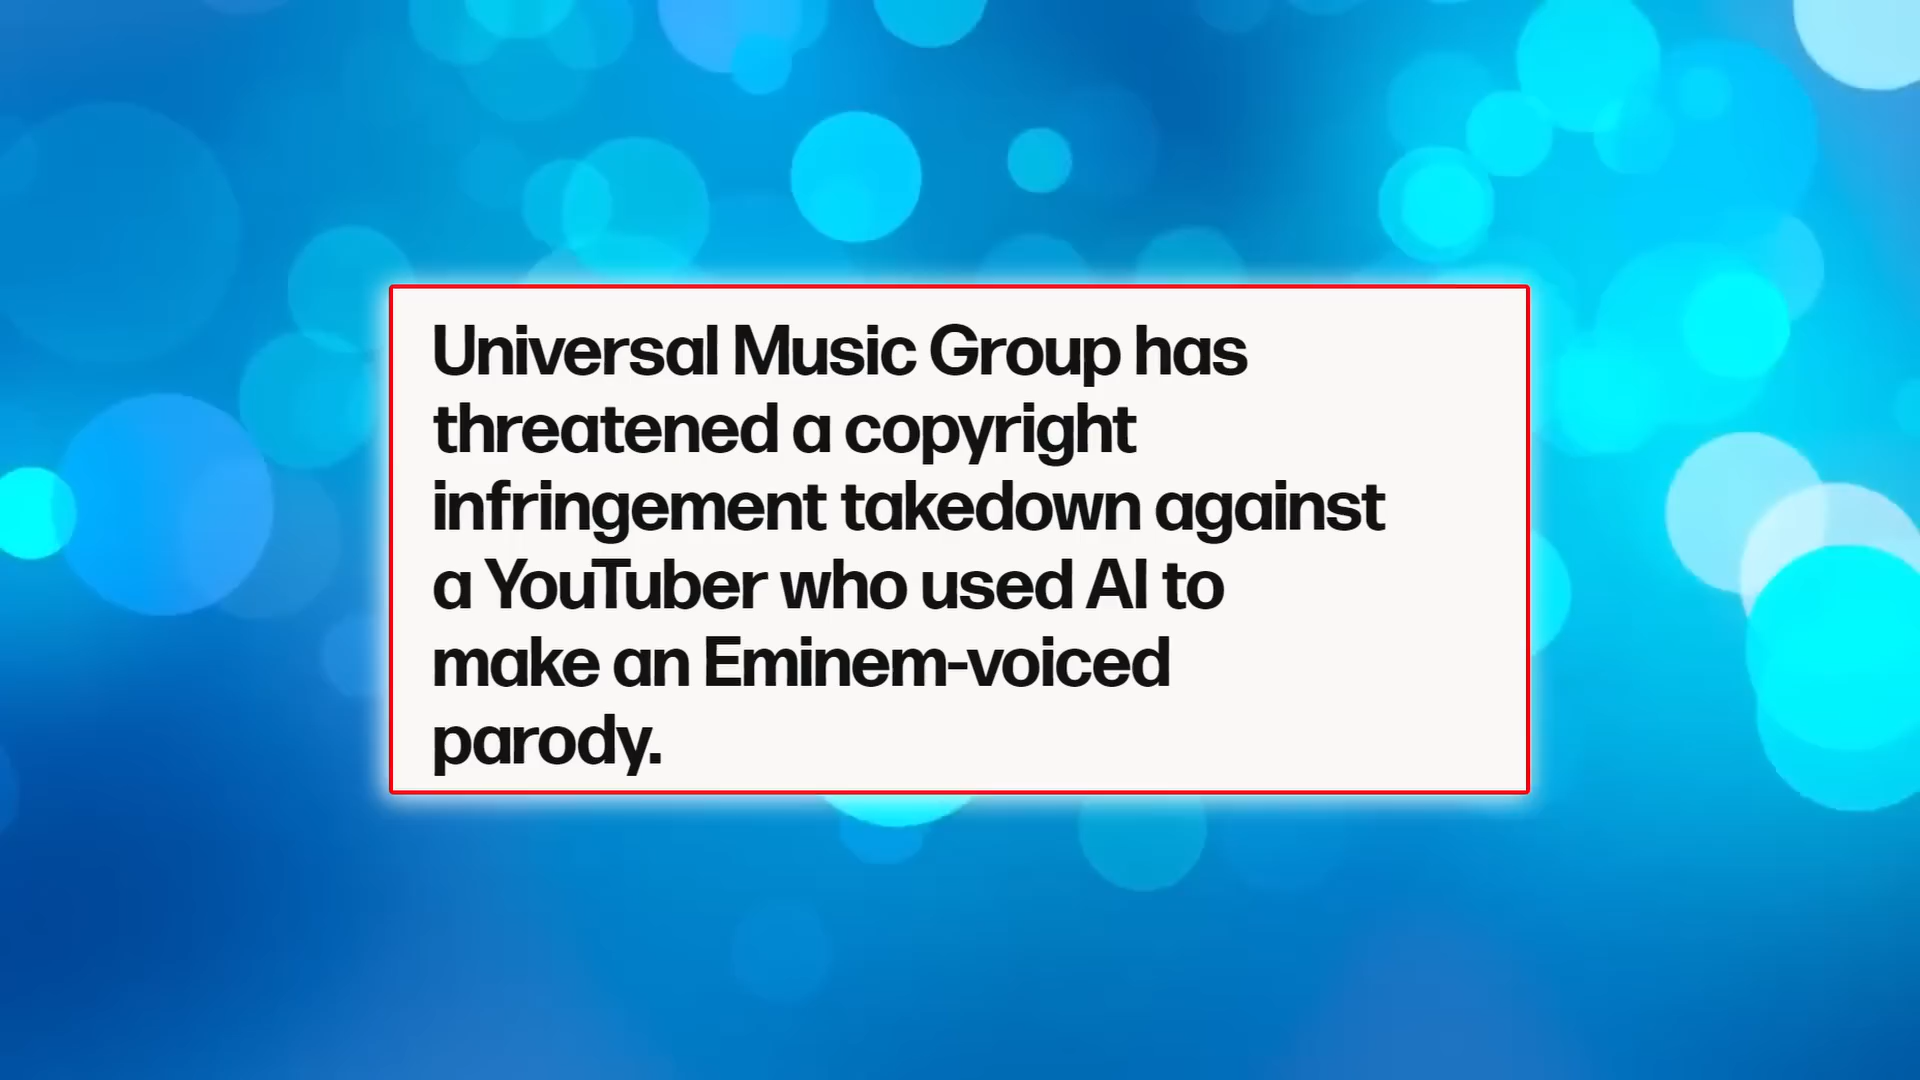 Universal Music Group has
threatened a copyright
infringement takedown against
a YouTuber who used AI to
make an Eminem-voiced
parody.